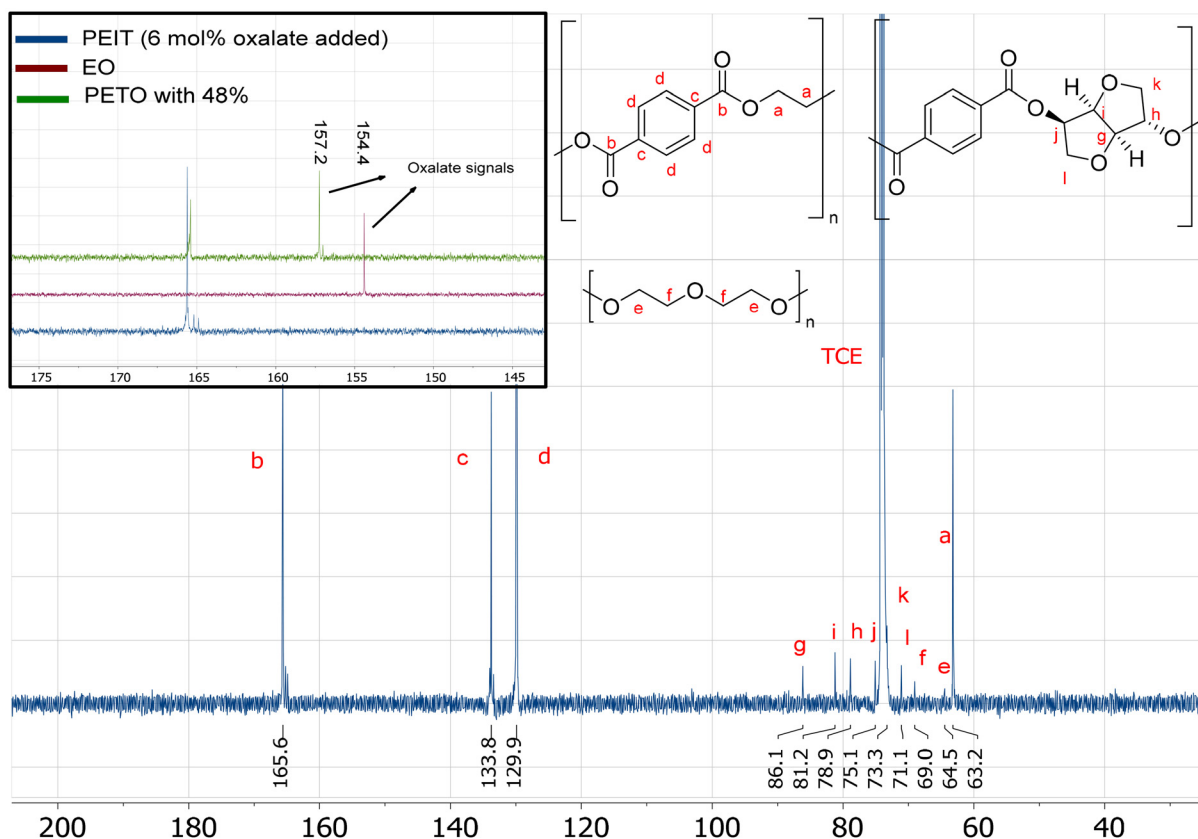 PEIT (6 mol% oxalate added)
EO
PETO with 48%
157.2
154.4
Oxalate signals
175 170 165 160 155 150 145
O
d
c
b
O
a
a
d
d
b
O
c
d
O
n
O
H
O
k
O
i
h
j
g
O
H
O
l
O
O
e
f
O
f
e
O
n
TCE
b
c
d
g
i
h
j
k
l
f
e
a
165.6
133.8
129.9
86.1
81.2
78.9
75.1
73.3
71.1
69.0
64.5
63.2
200 180 160 140 120 100 80 60 40